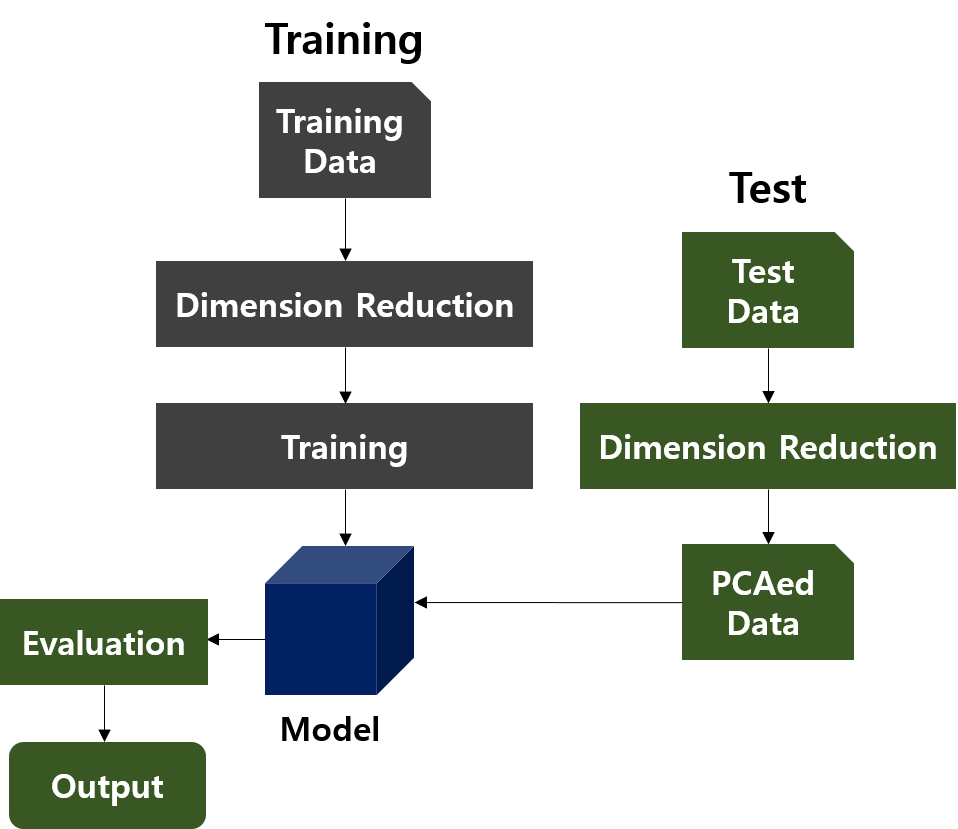 Training
Training
Data
Dimension Reduction
Training
Model
Test
Test
Data
Dimension Reduction
PCAed
Data
Evaluation
Output